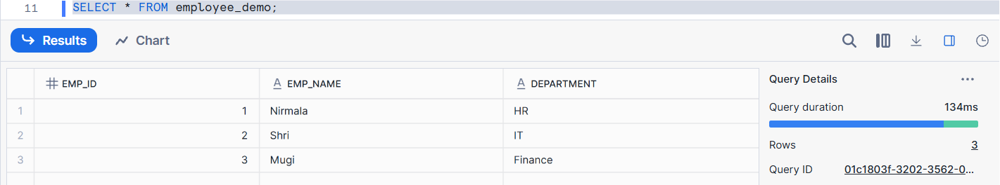 11 SELECT * FROM employee_demo;
Results Chart
EMP_ID EMP_NAME DEPARTMENT
1 1 Nirmala HR
2 2 Shri IT
3 3 Mugi Finance
Query Details ...
Query duration 134ms
Rows 3
Query ID 01c1803f-3202-3562-0...